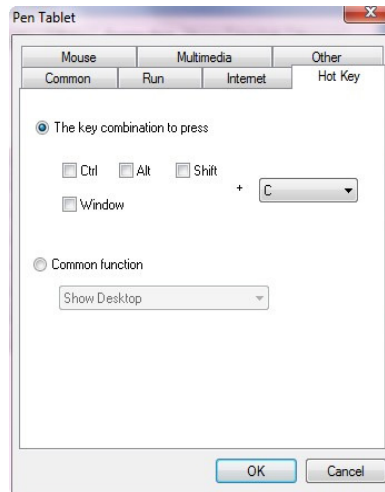 Pen Tablet
Mouse Multimedia Other
Common Run Internet Hot Key
The key combination to press
Ctrl Alt Shift
+ C
Window
Common function
Show Desktop
OK Cancel